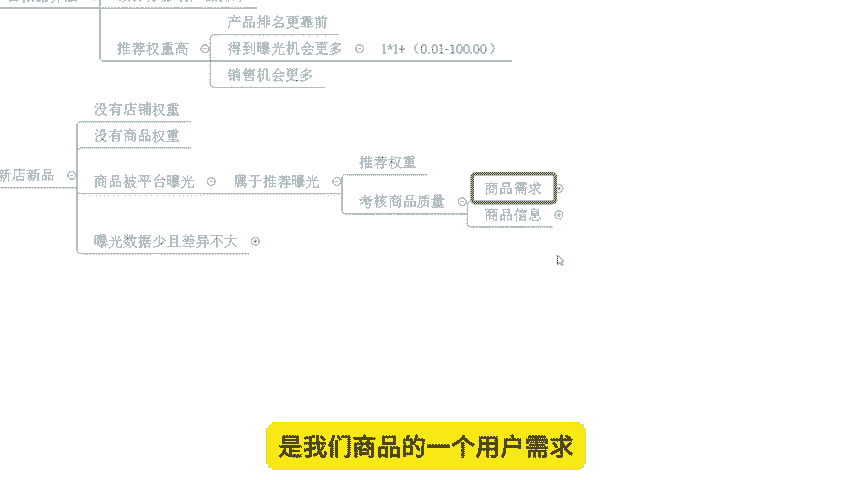 产品排名更靠前
推荐权重高
得到曝光机会更多
1*1+（0.01-100.00）
销售机会更多
没有店铺权重
没有商品权重
新店新品
商品被平台曝光
属于推荐曝光
推荐权重
考核商品质量
商品需求
商品信息
曝光数据少且差异不大
是我们商品的一个用户需求